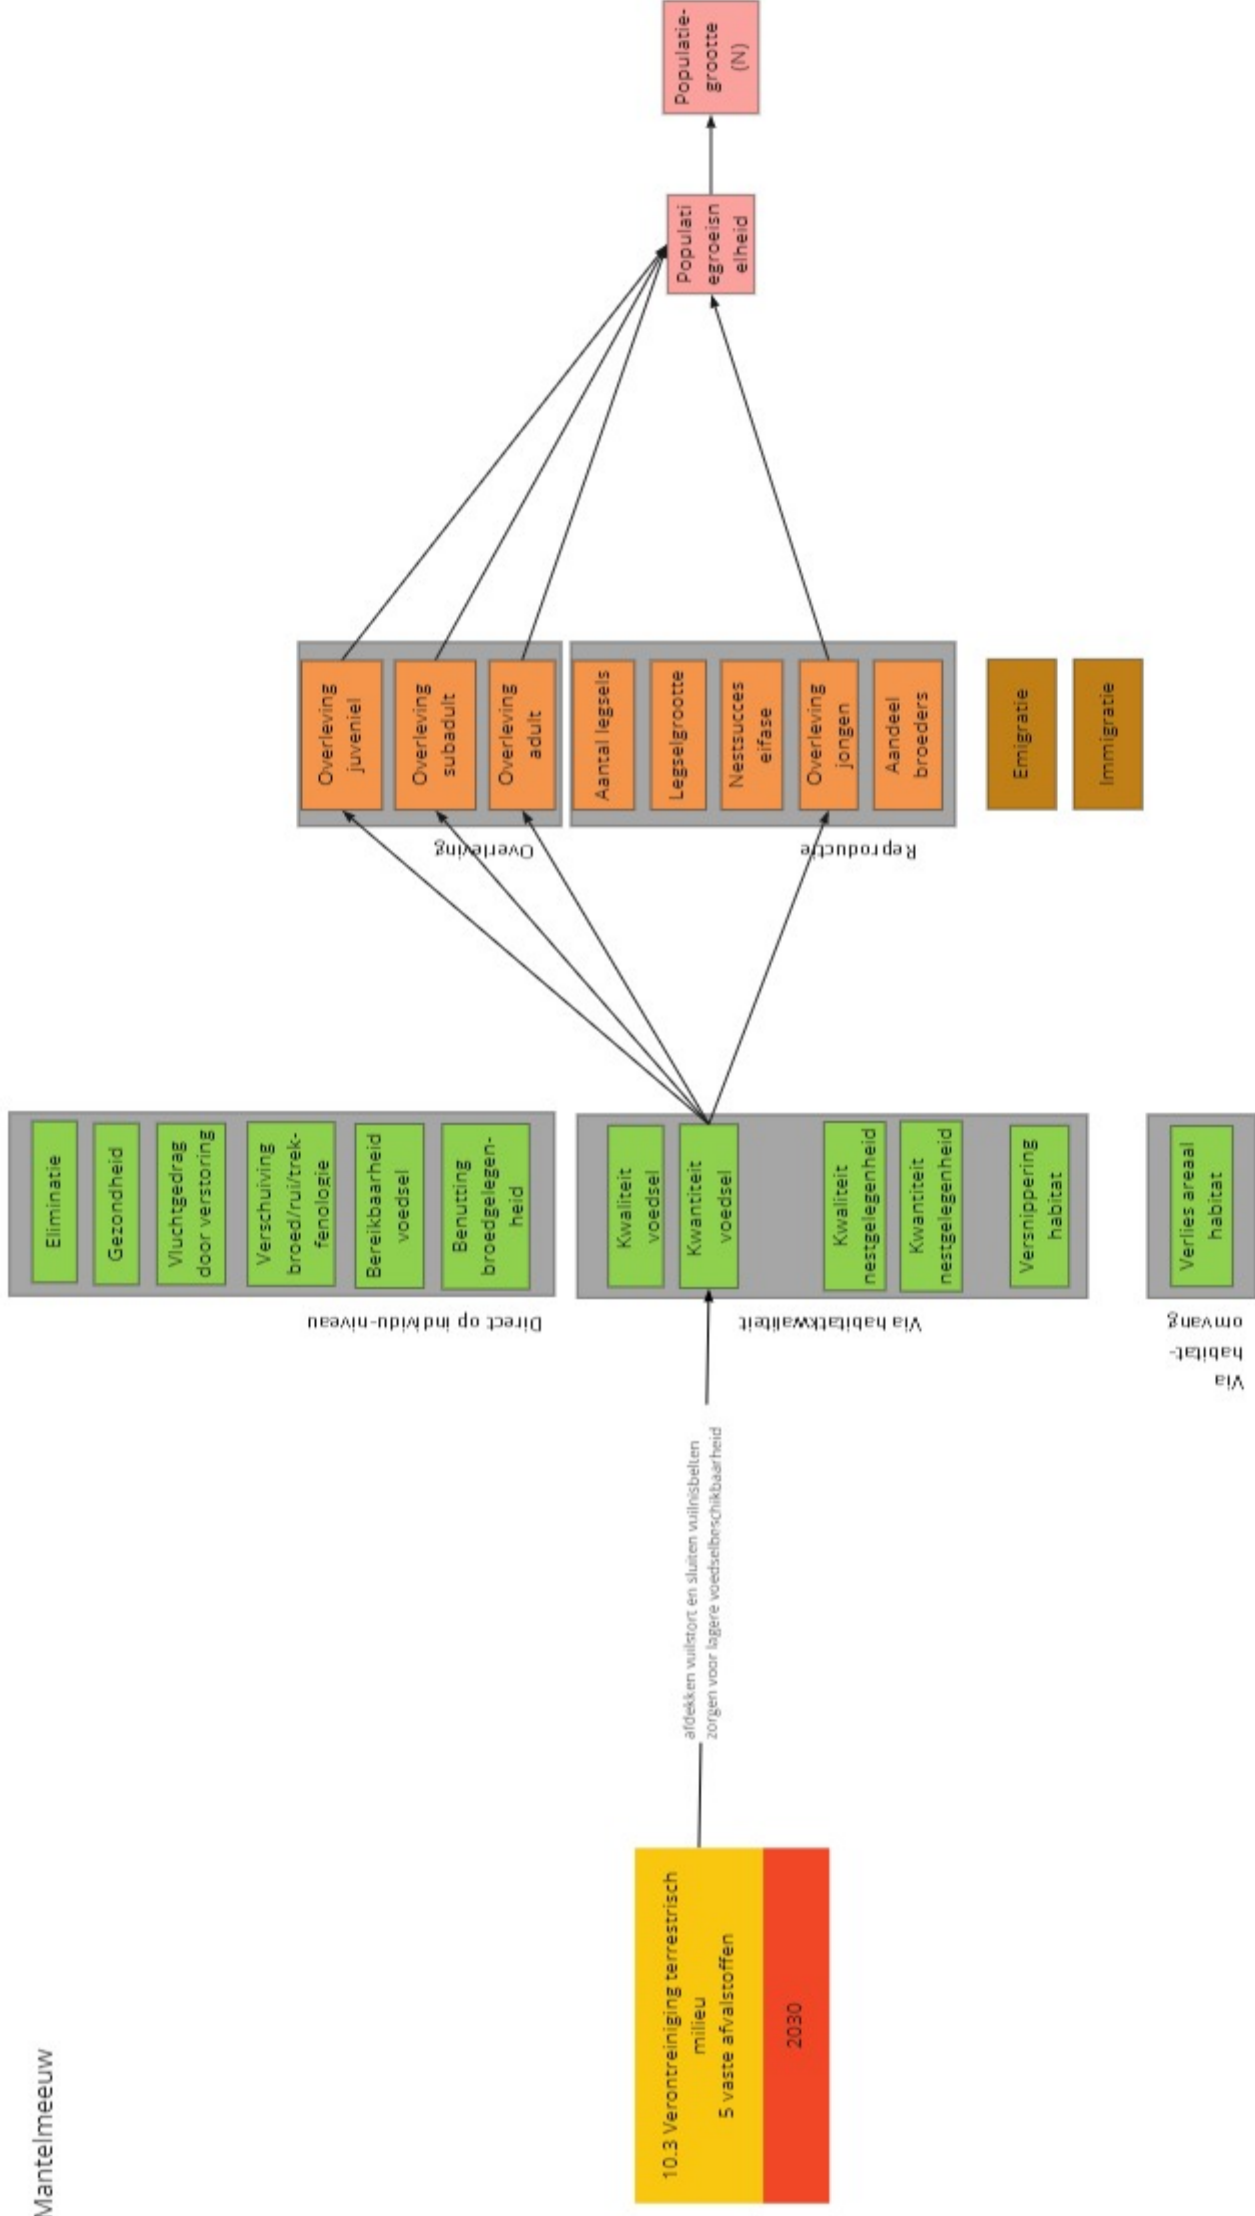 Mantelmeeuw
10.3 Verontreiniging terrestrisch
milieu
5 vaste afvalstoffen
2030
afdekken vuilstort en sluiten vuilnisbelten
zorgen voor lagere voedselbeschikbaarheid
Direct op individu-niveau
Eliminatie
Gezondheid
Vluchtgedrag
door verstoring
Verschuiving
broed/rui/trek-
fenologie
Bereikbaarheid
voedsel
Benutting
broedgelegen-
heid
Via habitatkwaliteit
Kwaliteit
voedsel
Kwantiteit
voedsel
Kwaliteit
nestgelegenheid
Kwantiteit
nestgelegenheid
Versnippering
habitat
Via
habitat-
omvang
Verlies areaal
habitat
Overleving
Overleving
juveniel
Overleving
subadult
Overleving
adult
Reproductie
Aantal legsels
Legselgrootte
Nestsucces
eifase
Overleving
jongen
Aandeel
broeders
Emigratie
Immigratie
Populati
egroeisn
elheid
Populatie-
grootte
(N)